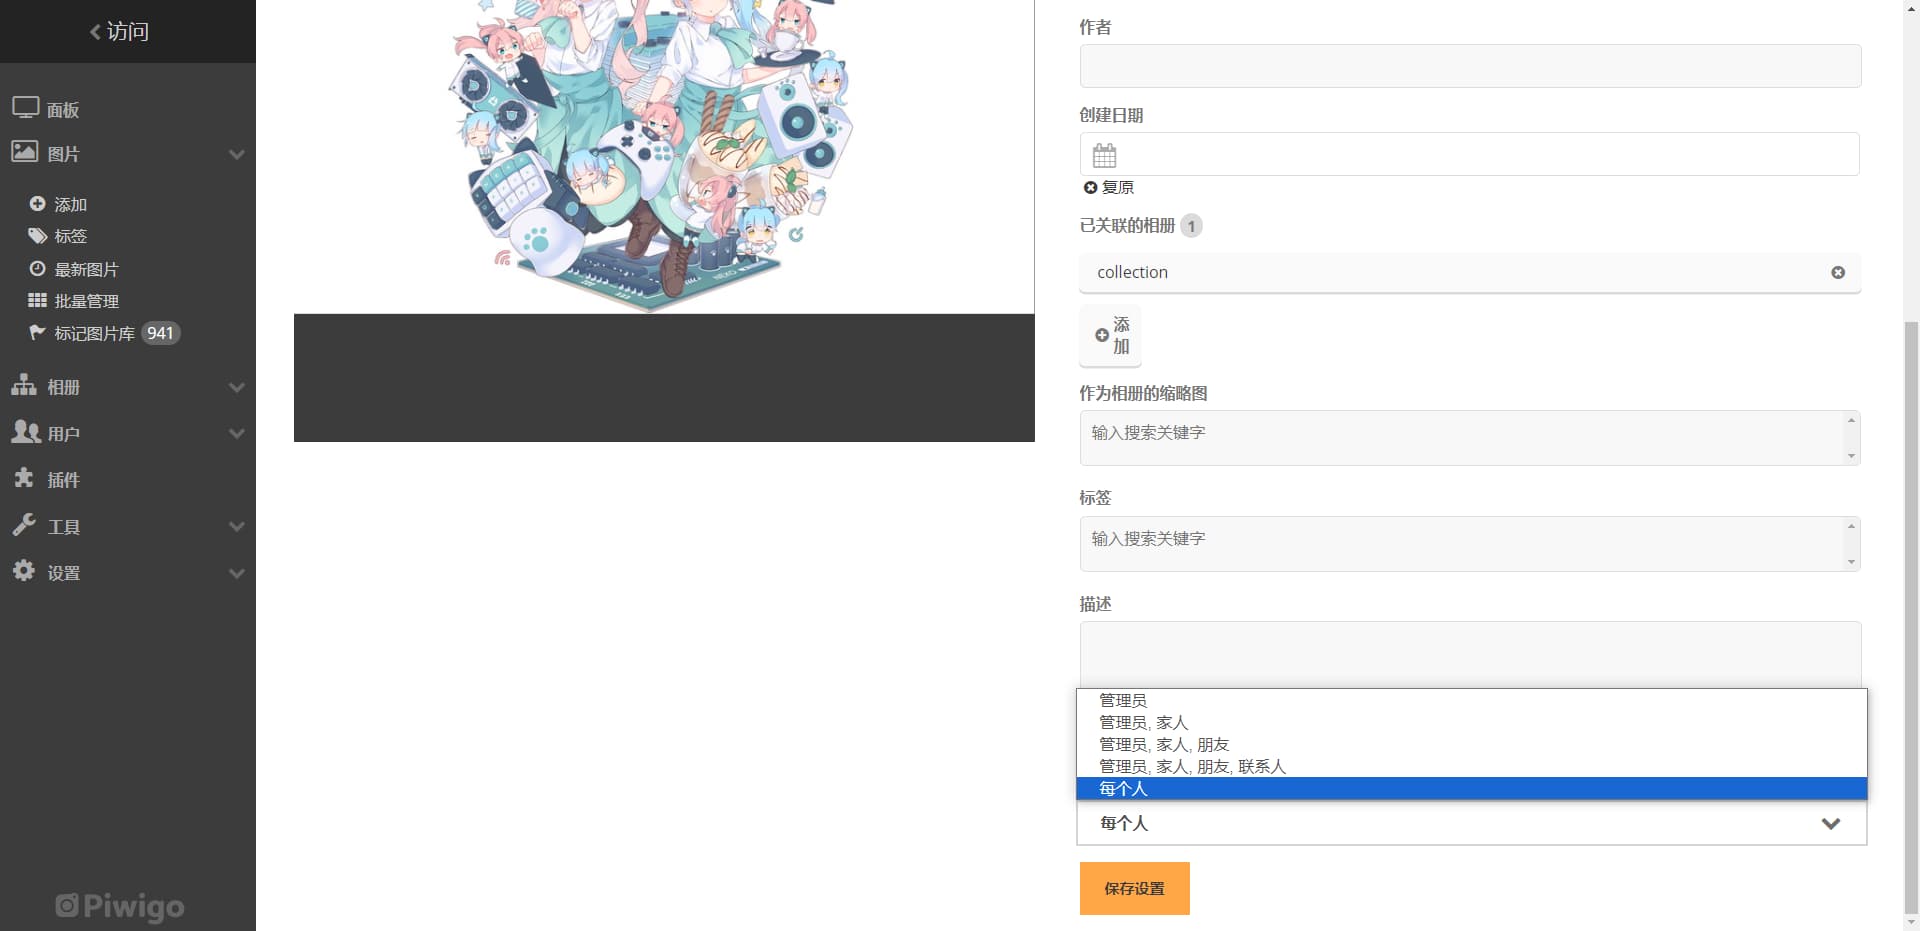 访问
面板
图片
添加
标签
最新图片
批量管理
标记图片库 941
相册
用户
插件
工具
设置
Piwigo
作者
创建日期
复原
已关联的相册 1
collection
添
加
作为相册的缩略图
输入搜索关键字
标签
输入搜索关键字
描述
管理员
管理员, 家人
管理员, 家人, 朋友
管理员, 家人, 朋友, 联系人
每个人
每个人
保存设置